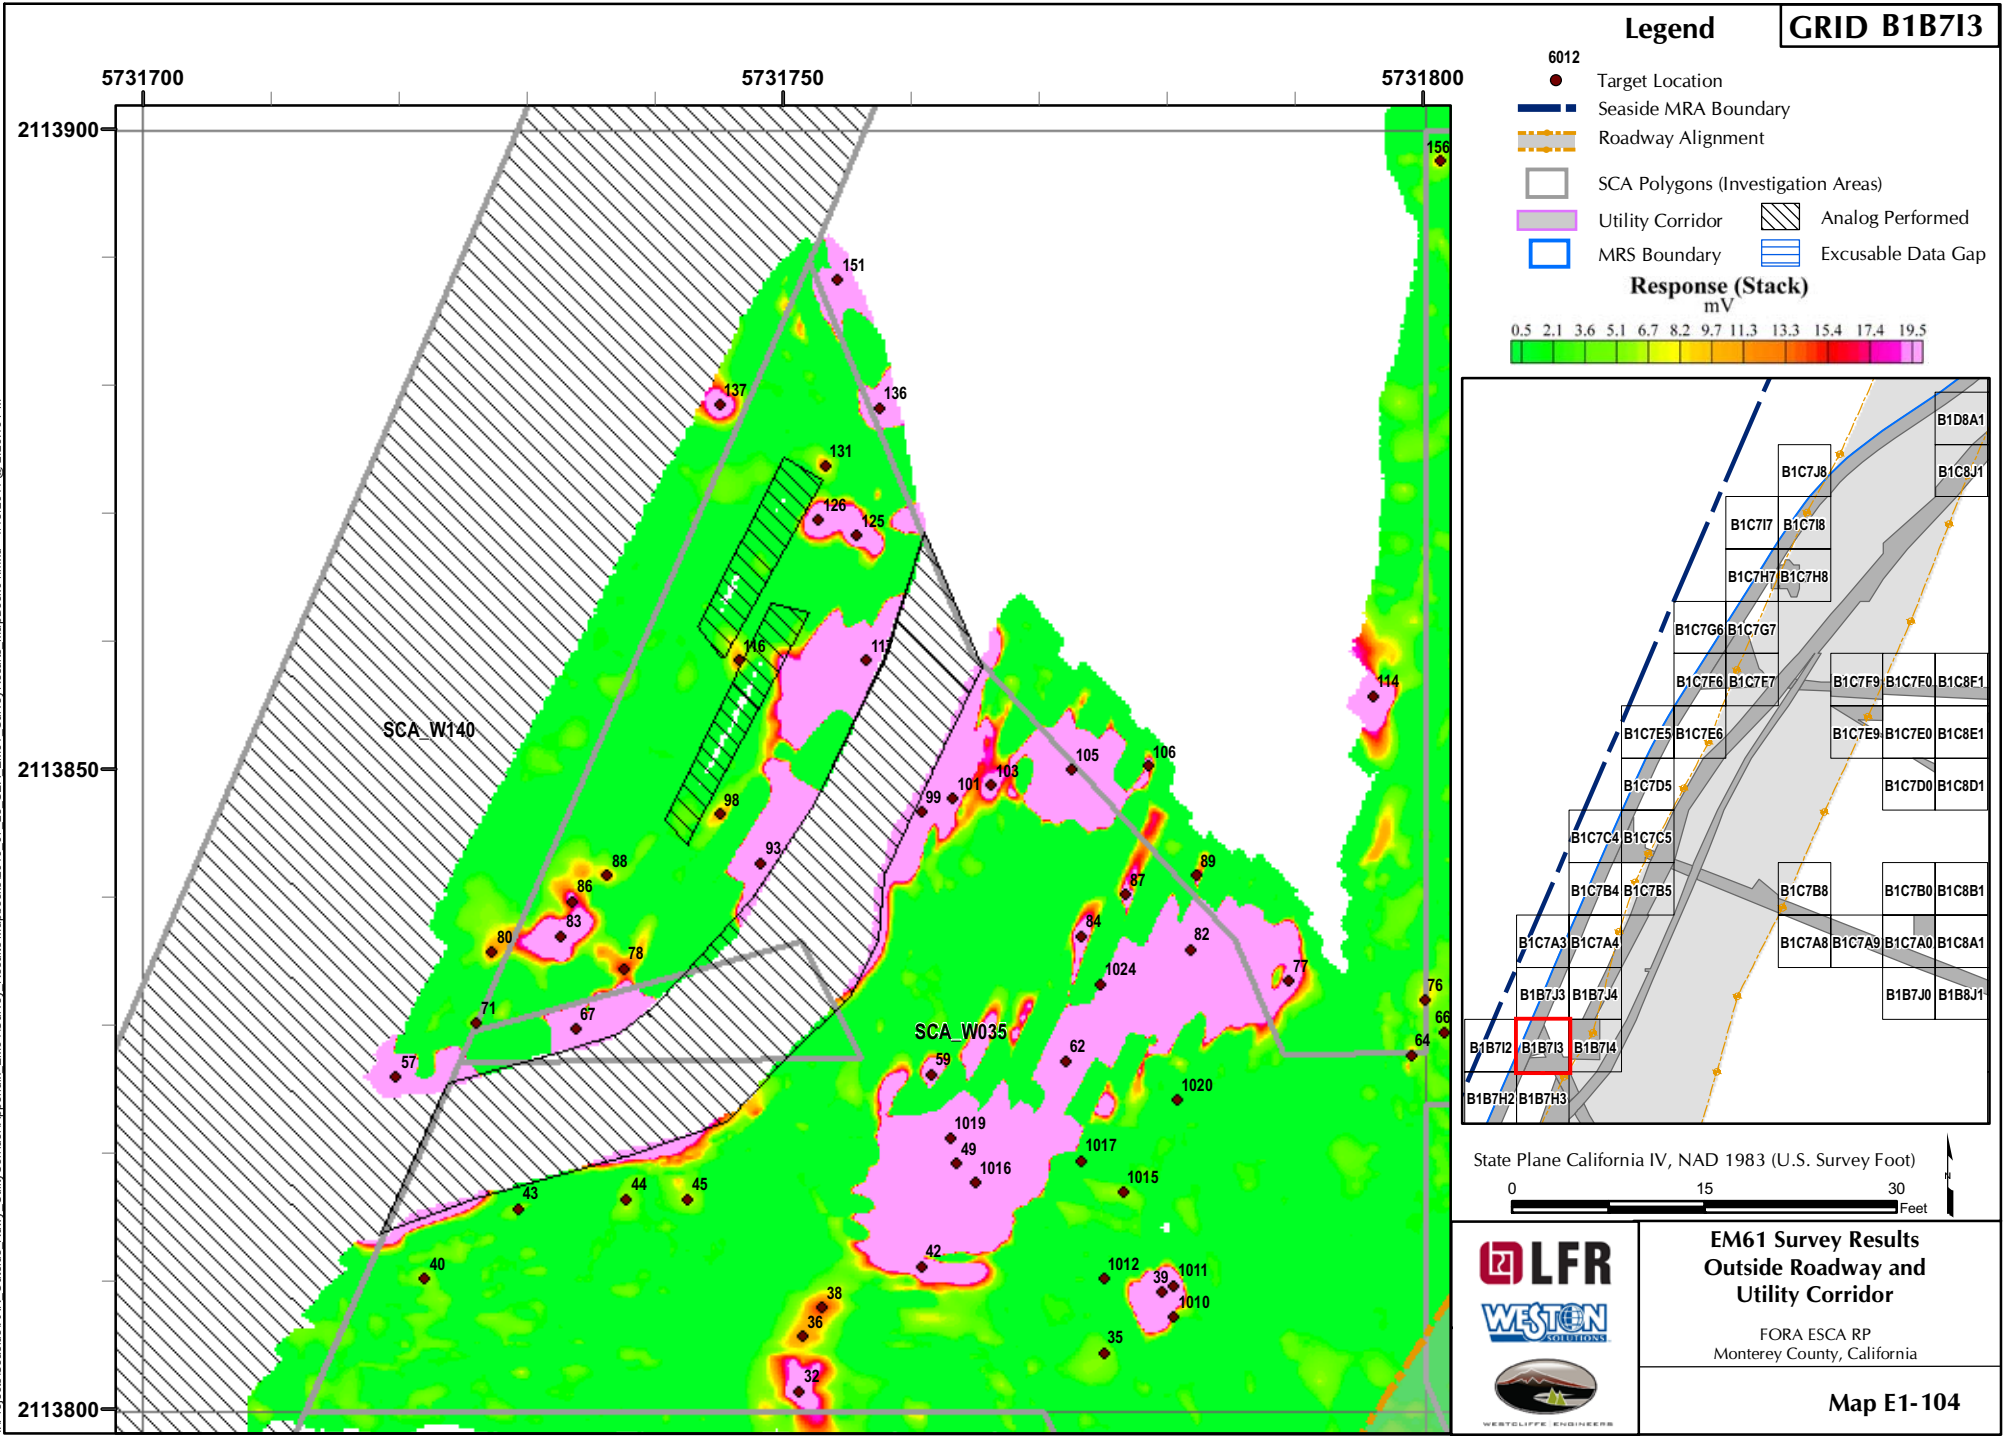 Legend
GRID B1B7I3
6012
Target Location
Seaside MRA Boundary
Roadway Alignment
SCA Polygons (Investigation Areas)
Utility Corridor
Analog Performed
MRS Boundary
Excusable Data Gap
Response (Stack)
mV
0.5 2.1 3.6 5.1 6.7 8.2 9.7 11.3 13.3 15.4 17.4 19.5
5731700
5731750
5731800
2113900
2113850
2113800
156
151
137
136
131
126
125
116
114
SCA_W140
105
106
103
101
99
98
93
88
89
86
87
83
84
80
82
78
77
1024
76
71
67
66
SCA_W035
64
62
57
59
1020
1019
49
1017
1016
1015
43
44
45
42
40
1012
39
1011
1010
38
36
35
32
B1D8A1
B1C7J8
B1C8J1
B1C7I7
B1C7I8
B1C7H7
B1C7H8
B1C7G6
B1C7G7
B1C7F6
B1C7E7
B1C7F9
B1C7F0
B1C8F1
B1C7E5
B1C7E6
B1C7E9
B1C7E0
B1C8E1
B1C7D5
B1C7D0
B1C8D1
B1C7C4
B1C7C5
B1C7B4
B1C7B5
B1C7B8
B1C7B0
B1C8B1
B1C7A3
B1C7A4
B1C7A8
B1C7A9
B1C7A0
B1C8A1
B1B7J3
B1B7J4
B1B7J0
B1B8J1
B1B7I2
B1B7I3
B1B7I4
B1B7H2
B1B7H3
State Plane California IV, NAD 1983 (U.S. Survey Foot)
0 15 30
Feet
N
LFR
WESTON
SOLUTIONS
WESTCLIFFE ENGINEERS
EM61 Survey Results
Outside Roadway and
Utility Corridor
FORA ESCA RP
Monterey County, California
Map E1-104